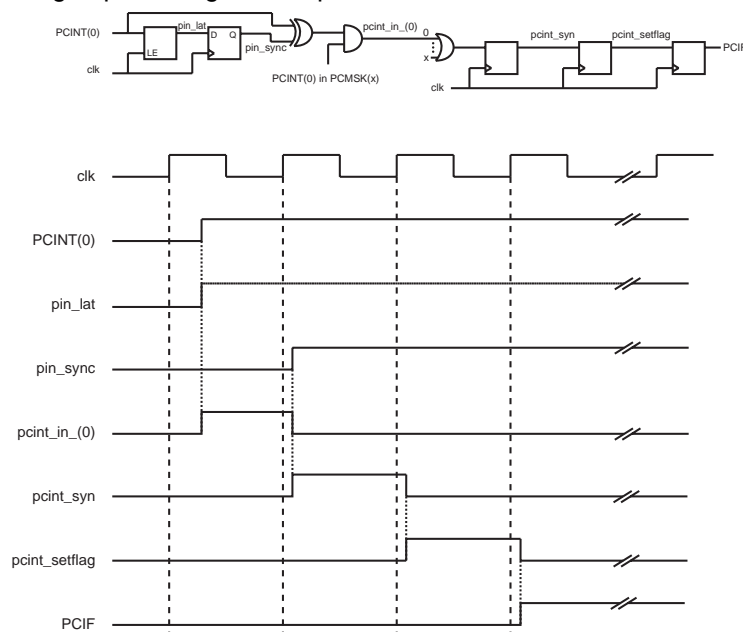 PCINT(0)
pin_lat
D Q
LE
pin_sync
clk
pcint_in_(0)
0
x
PCINT(0) in PCMSK(x)
pcint_syn
pcint_setflag
clk
clk
PCINT(0)
pin_lat
pin_sync
pcint_in_(0)
pcint_syn
pcint_setflag
PCIF